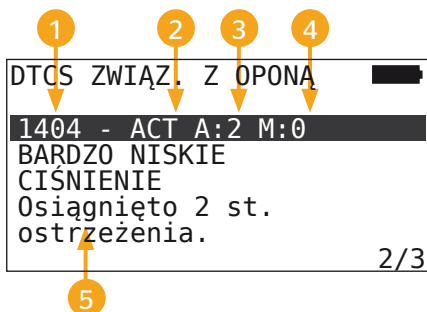 1 2 3 4
DTCS ZWIĄZ. Z OPONĄ
1404 - ACT A:2 M:0
BARDZO NISKIE
CIŚNIENIE
Osiągnięto 2 st.
ostrzeżenia.
2/3
5